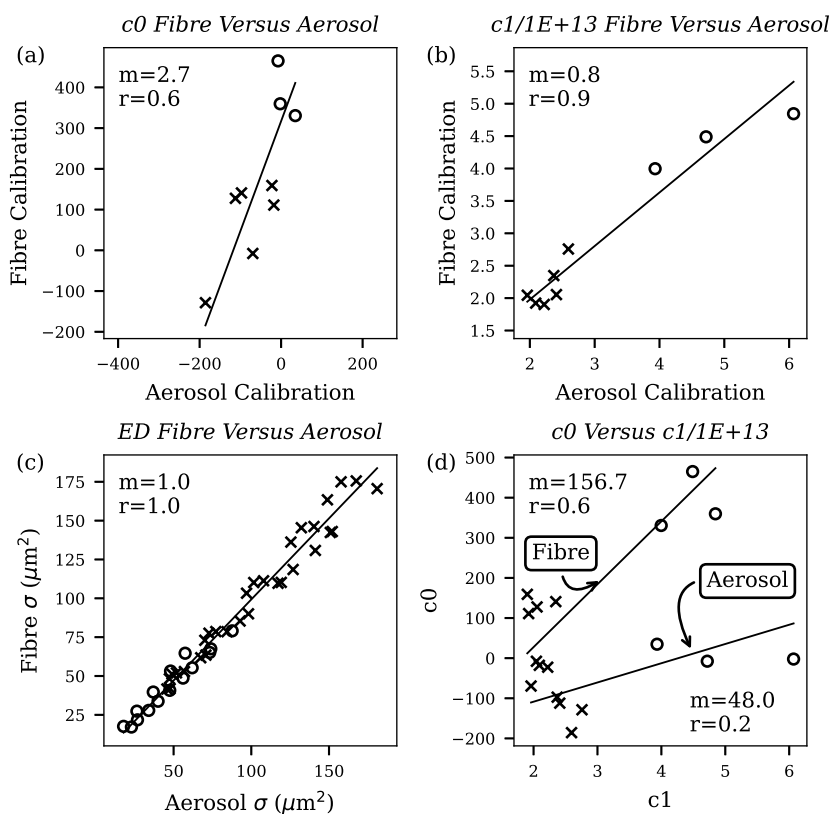 c0 Fibre Versus Aerosol
(a)
m=2.7
r=0.6
400
300
200
100
0
−100
−200
Fibre Calibration
−400
−200
0
200
Aerosol Calibration
c1/1E+13 Fibre Versus Aerosol
(b)
m=0.8
r=0.9
5.5
5.0
4.5
4.0
3.5
3.0
2.5
2.0
1.5
Fibre Calibration
2
3
4
5
6
Aerosol Calibration
ED Fibre Versus Aerosol
(c)
m=1.0
r=1.0
175
150
125
100
75
50
25
Fibre σ (μm²)
50
100
150
Aerosol σ (μm²)
c0 Versus c1/1E+13
(d)
m=156.7
r=0.6
Fibre
Aerosol
m=48.0
r=0.2
500
400
300
200
100
0
−100
−200
c0
2
3
4
5
6
c1